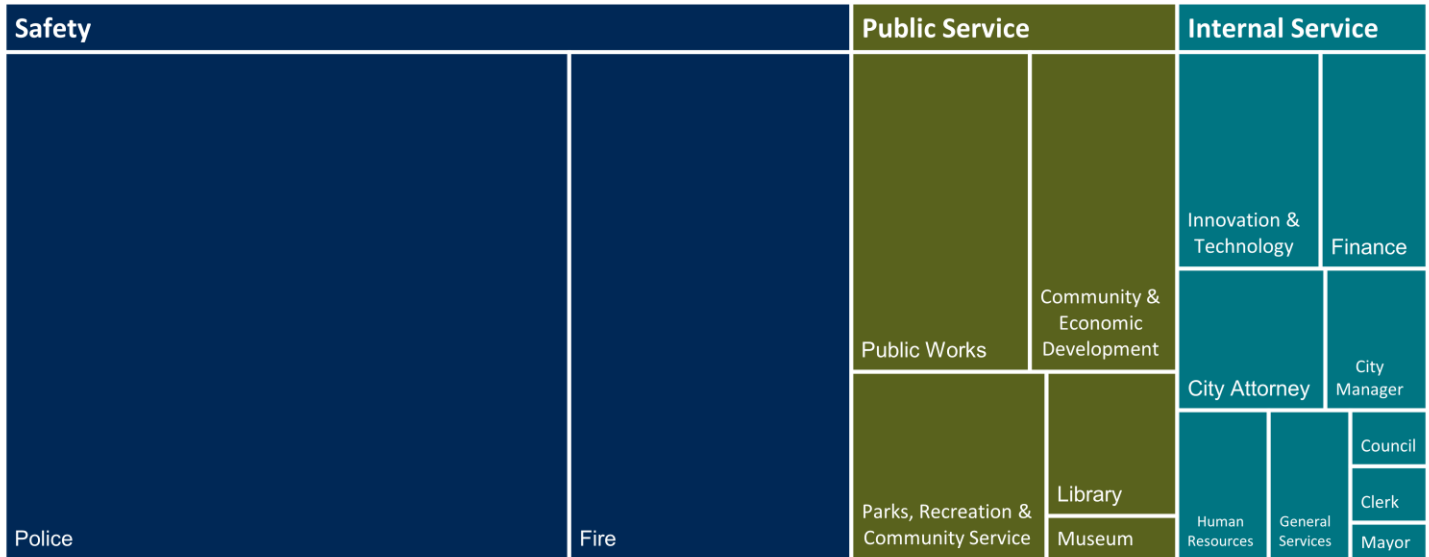 Safety
Police
Fire
Public Service
Public Works
Community &
Economic
Development
Parks, Recreation &
Community Service
Library
Museum
Internal Service
Innovation &
Technology
Finance
City Attorney
City
Manager
Human
Resources
General
Services
Council
Clerk
Mayor